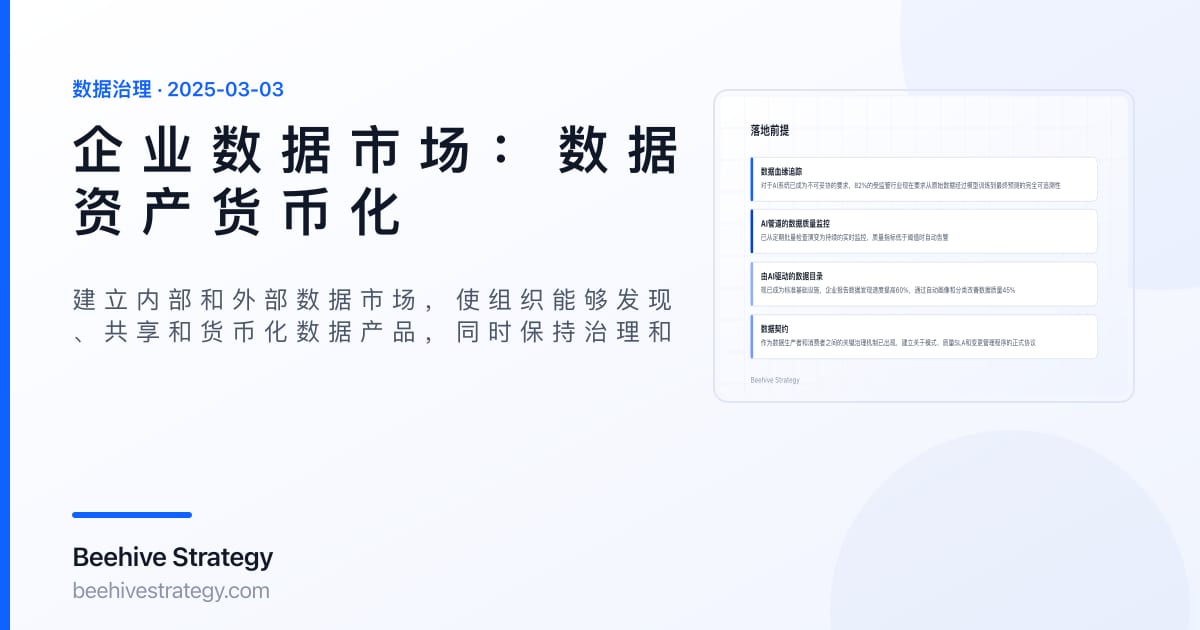 数据治理 · 2025-03-03
企业数据市场：数据
资产货币化
建立内部和外部数据市场，使组织能够发现
、共享和货币化数据产品，同时保持治理和
落地前提
数据血缘追踪
对于AI系统已成为不可妥协的要求，82%的受监管行业现在要求从原始数据经过模型训练到最终预测的完全可追溯性
AI管道的数据质量监控
已从定期批量检查演变为持续的实时监控，质量指标低于阈值时自动告警
由AI驱动的数据目录
现已成为标准基础设施，企业报告数据发现速度提高60%，通过自动画像和分类改善数据质量45%
数据契约
作为数据生产者和消费者之间的关键治理机制已出现，建立关于模式、质量SLA和变更管理程序的正式协议
Beehive Strategy
Beehive Strategy
beehivestrategy.com